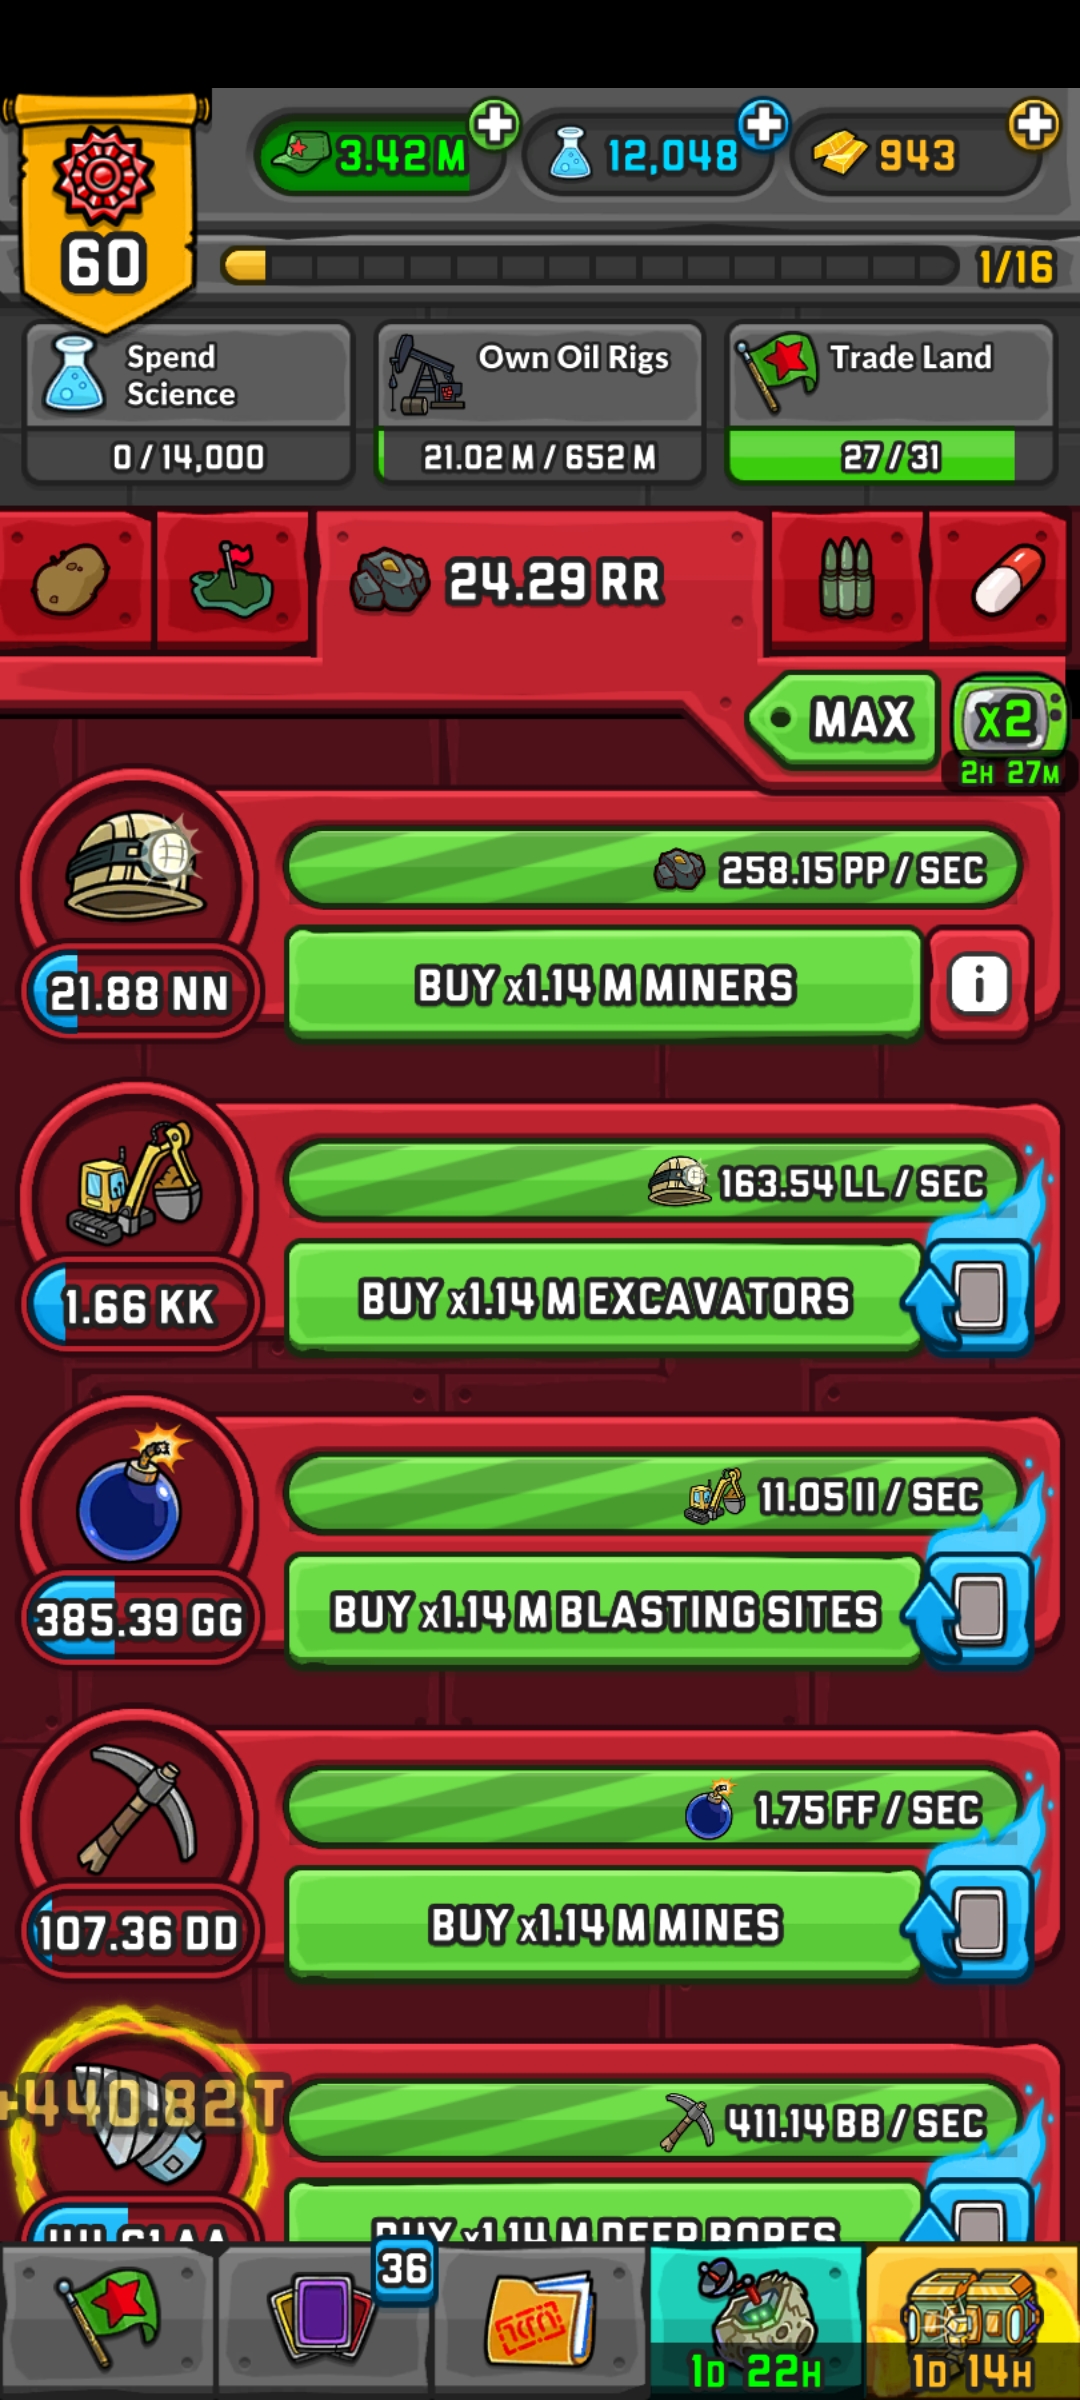 60
3.42 M
12,048
943
1/16
Spend
Science
0 / 14,000
Own Oil Rigs
21.02 M / 652 M
Trade Land
27 / 31
24.29 RR
MAX
x2
2H 27M
258.15 PP / SEC
21.88 NN
BUY x1.14 M MINERS
i
163.54 LL / SEC
1.66 KK
BUY x1.14 M EXCAVATORS
11.05 II / SEC
385.39 GG
BUY x1.14 M BLASTING SITES
1.75 FF / SEC
107.36 DD
BUY x1.14 M MINES
+440.82 T
411.14 BB / SEC
BUY x1.14 M DEEP BORES
36
1D 22H
1D 14H